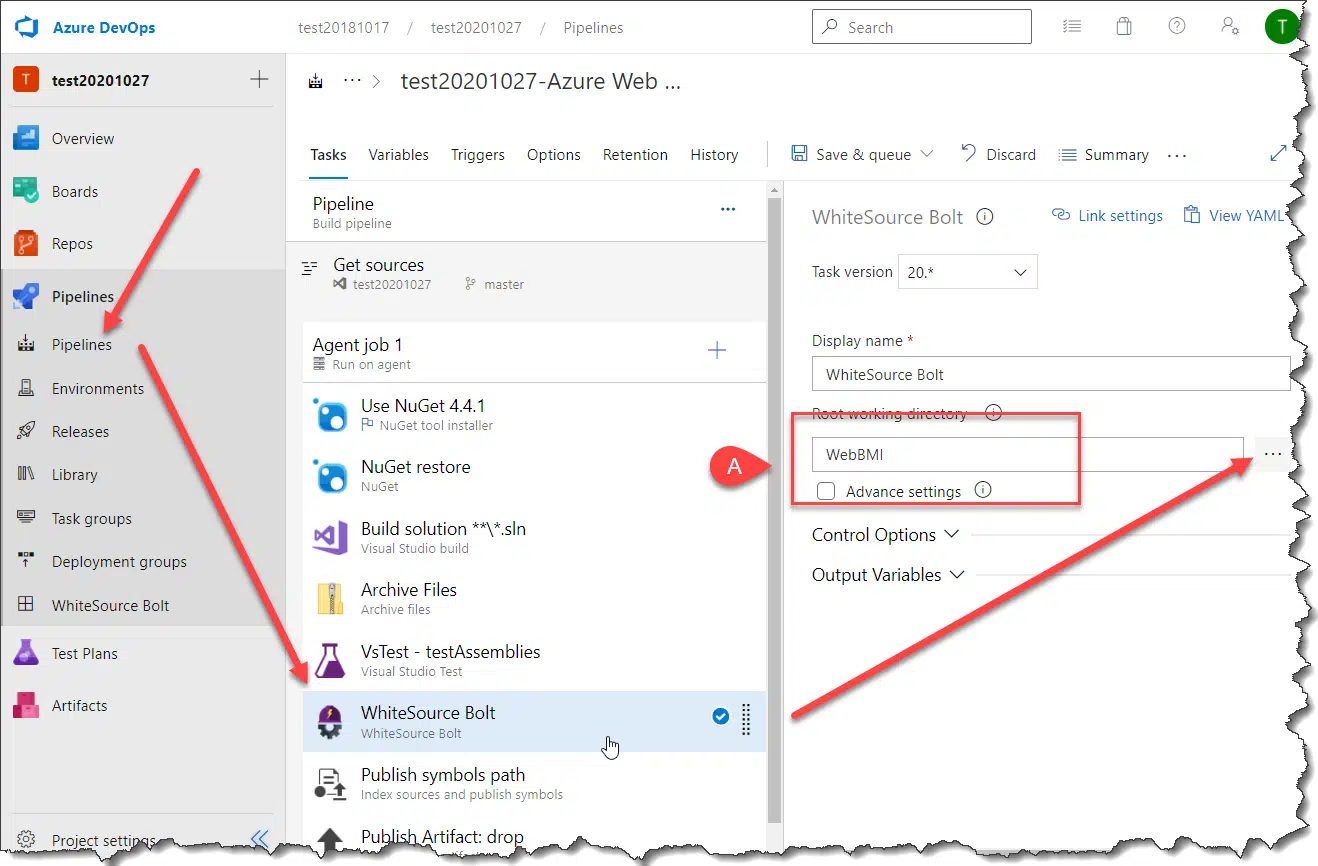 Azure DevOps
test20181017 / test20201027 / Pipelines
Search
T
T
test20201027
Overview
Boards
Repos
Pipelines
Pipelines
Environments
Releases
Library
Task groups
Deployment groups
WhiteSource Bolt
Test Plans
Artifacts
Project settings
... > test20201027-Azure Web ...
Tasks Variables Triggers Options Retention History
Save & queue Discard Summary ...
Pipeline
Build pipeline
Get sources
test20201027 master
Agent job 1
Run on agent
Use NuGet 4.4.1
NuGet tool installer
NuGet restore
NuGet
Build solution **\*.sln
Visual Studio build
Archive Files
Archive files
VsTest - testAssemblies
Visual Studio Test
WhiteSource Bolt
WhiteSource Bolt
Publish symbols path
Index sources and publish symbols
Publish Artifact: drop
WhiteSource Bolt
Link settings View YAML
Task version 20.*
Display name *
WhiteSource Bolt
Root working directory
A
WebBMI
Advance settings
Control Options
Output Variables